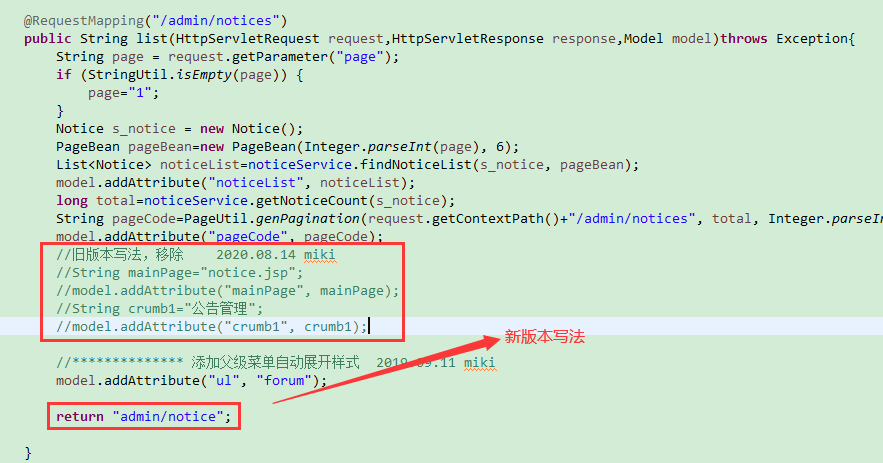 @RequestMapping("/admin/notices")
public String list(HttpServletRequest request,HttpServletResponse response,Model model)throws Exception{
String page = request.getParameter("page");
if (StringUtil.isEmpty(page)) {
page="1";
}
Notice s_notice = new Notice();
PageBean pageBean=new PageBean(Integer.parseInt(page), 6);
List<Notice> noticeList=noticeService.findNoticeList(s_notice, pageBean);
model.addAttribute("noticeList", noticeList);
long total=noticeService.getNoticeCount(s_notice);
String pageCode=PageUtil.genPagination(request.getContextPath()+"/admin/notices", total, Integer.parseIn
model.addAttribute("pageCode", pageCode);
//旧版本写法，移除    2020.08.14 miki
//String mainPage="notice.jsp";
//model.addAttribute("mainPage", mainPage);
//String crumb1="公告管理";
//model.addAttribute("crumb1", crumb1);
新版本写法
//************** 添加父级菜单自动展开样式  2019.09.11 miki
model.addAttribute("ul", "forum");
return "admin/notice";
}